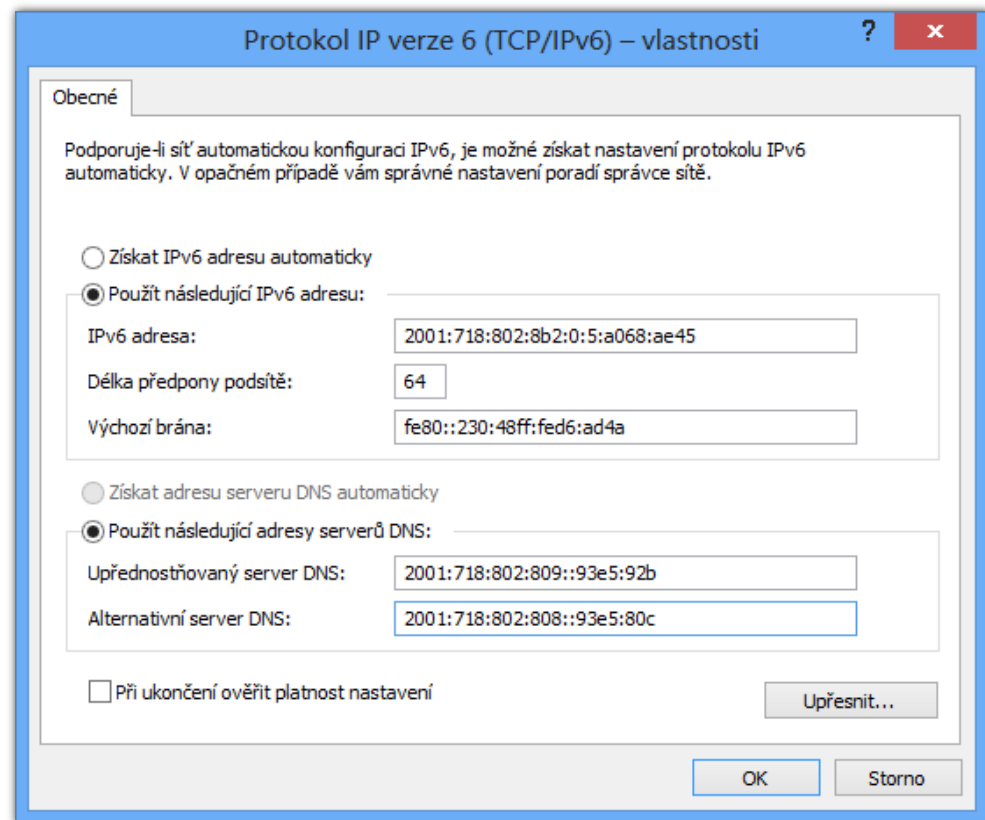 Protokol IP verze 6 (TCP/IPv6) – vlastnosti
?
x
Obecné
Podporuje-li síť automatickou konfiguraci IPv6, je možné získat nastavení protokolu IPv6
automaticky. V opačném případě vám správné nastavení poradí správce sítě.
Získat IPv6 adresu automaticky
Použít následující IPv6 adresu:
IPv6 adresa: 2001:718:802:8b2:0:5:a068:ae45
Délka předpony podsítě: 64
Výchozí brána: fe80::230:48ff:fed6:ad4a
Získat adresu serveru DNS automaticky
Použít následující adresy serverů DNS:
Upřednostňovaný server DNS: 2001:718:802:809::93e5:92b
Alternativní server DNS: 2001:718:802:808::93e5:80c
Při ukončení ověřit platnost nastavení
Upřesnit...
OK Storno